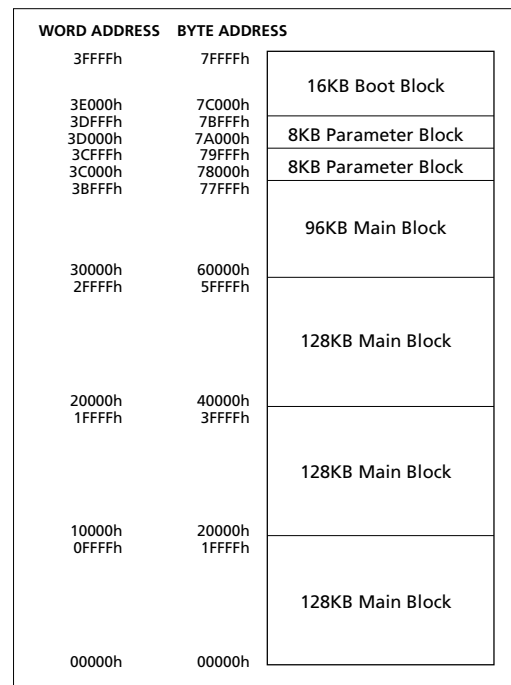 WORD ADDRESS BYTE ADDRESS
3FFFFh 7FFFFh
16KB Boot Block
3E000h 7C000h
3DFFFh 7BFFFh
8KB Parameter Block
3D000h 7A000h
3CFFFh 79FFFh
8KB Parameter Block
3C000h 78000h
3BFFFh 77FFFh
96KB Main Block
30000h 60000h
2FFFFh 5FFFFh
128KB Main Block
20000h 40000h
1FFFFh 3FFFFh
128KB Main Block
10000h 20000h
0FFFFh 1FFFFh
128KB Main Block
00000h 00000h